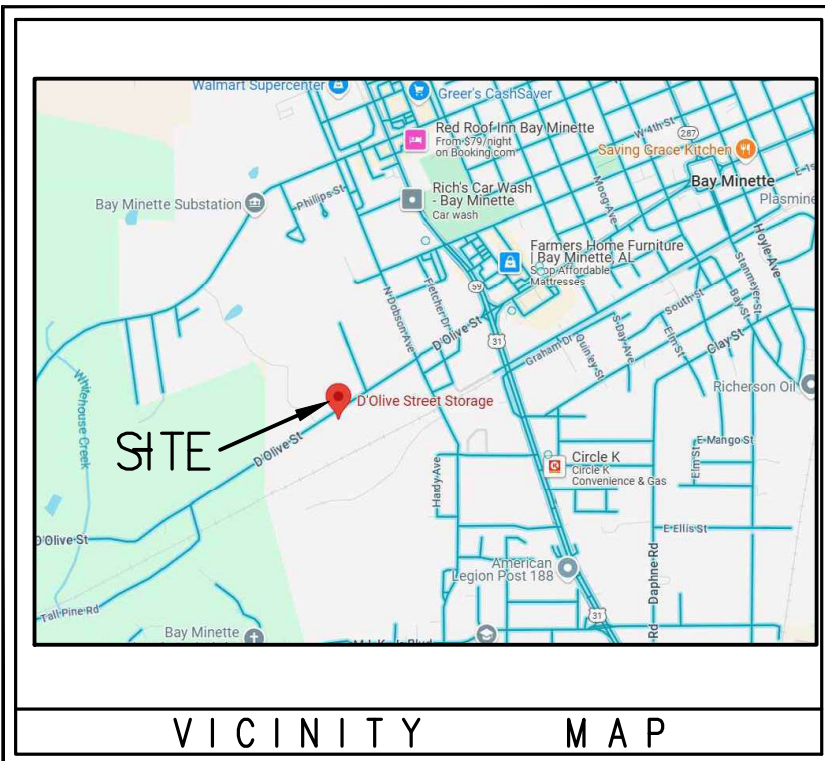 Walmart Supercenter
Greer's CashSaver
Red Roof Inn Bay Minette
From $79/night
on Booking.com
W 4th St
287
Saving Grace Kitchen
Bay Minette
E 1s
Plasmine
Phillips St
Bay Minette Substation
Rich's Car Wash
- Bay Minette
Car wash
Moog Ave
Hoyle Ave
Farmers Home Furniture
| Bay Minette, AL
Shop Affordable
Mattresses
Stanmeyer St
59
N Dobson Ave
Fletcher Dr
Bay St
South St
S Day Ave
Elm St
Clay St
D'Olive St
31
Graham Dr
Quinley St
Whitehouse Creek
Richerson Oil
D'Olive Street Storage
SITE
D'Olive St
E Mango St
Elm St
Circle K
Circle K
Convenience & Gas
Hardy Ave
E Ellis St
D'Olive St
American
Legion Post 188
Daphne Rd
Tall Pine Rd
31
Rd
Bay Minette
VICINITY MAP